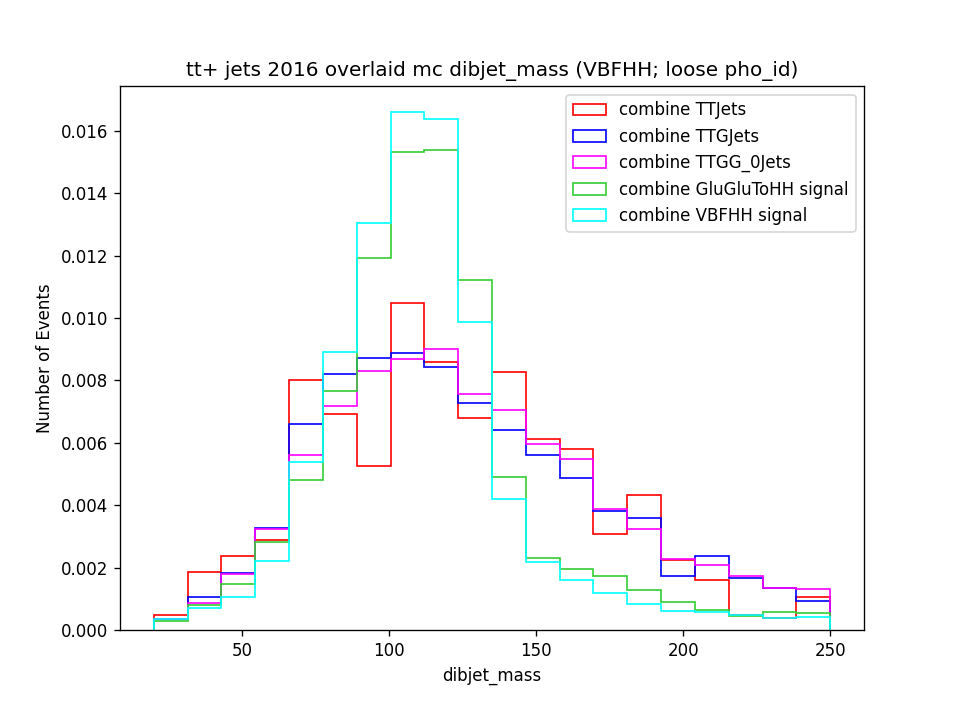 tt+ jets 2016 overlaid mc dibjet_mass (VBFHH; loose pho_id)
combine TTJets
combine TTGJets
combine TTGG_0Jets
combine GluGluToHH signal
combine VBFHH signal
0.016
0.014
0.012
0.010
0.008
0.006
0.004
0.002
0.000
Number of Events
50
100
150
200
250
dibjet_mass